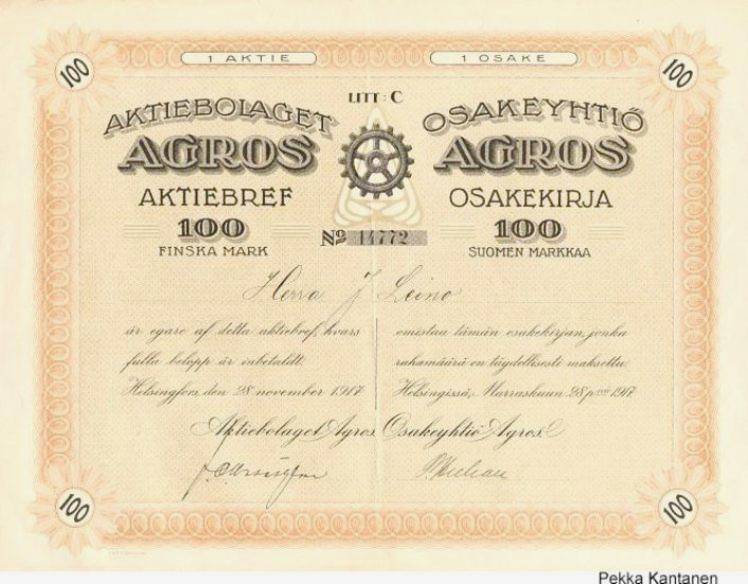 1 AKTIE
1 OSAKE
100
100
LITT: C
AKTIEBOLAGET
AGROS
AKTIEBREF
100
FINSKA MARK
OSAKEYHTIÖ
AGROS
OSAKEKIRJA
100
SUOMEN MARKKAA
Nº 14772
Herra J Leino
är egare af detta aktiebref, hvars
fulla belopp är inbetaldt.
Helsingfors den 28 november 1917
omistaa tämän osakekirjan, jonka
rahamäärä on täydellisesti maksettu.
Helsingissä, Marraskuun 28 p:nä 1917
Aktiebolaget Agros Osakeyhtiö Agros
100
100
Pekka Kantanen